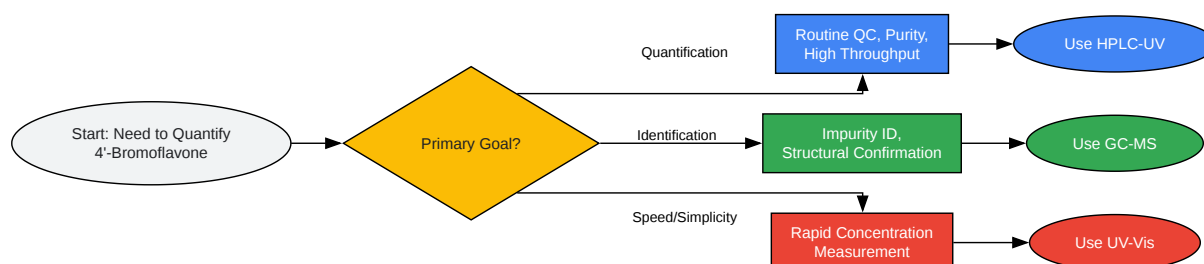 Start: Need to Quantify
4'-Bromoflavone
Primary Goal?
Quantification
Routine QC, Purity,
High Throughput
Use HPLC-UV
Identification
Impurity ID,
Structural Confirmation
Use GC-MS
Speed/Simplicity
Rapid Concentration
Measurement
Use UV-Vis